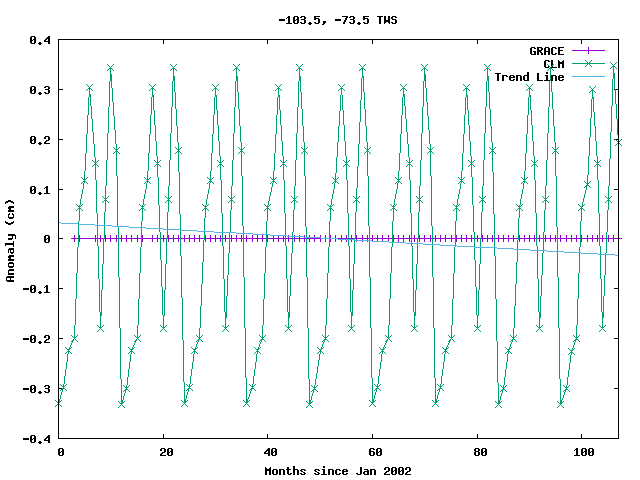 -103.5, -73.5 TWS
GRACE
CLM
Trend Line
0.4
0.3
0.2
0.1
0
-0.1
-0.2
-0.3
-0.4
Anomaly (cm)
0 20 40 60 80 100
Months since Jan 2002